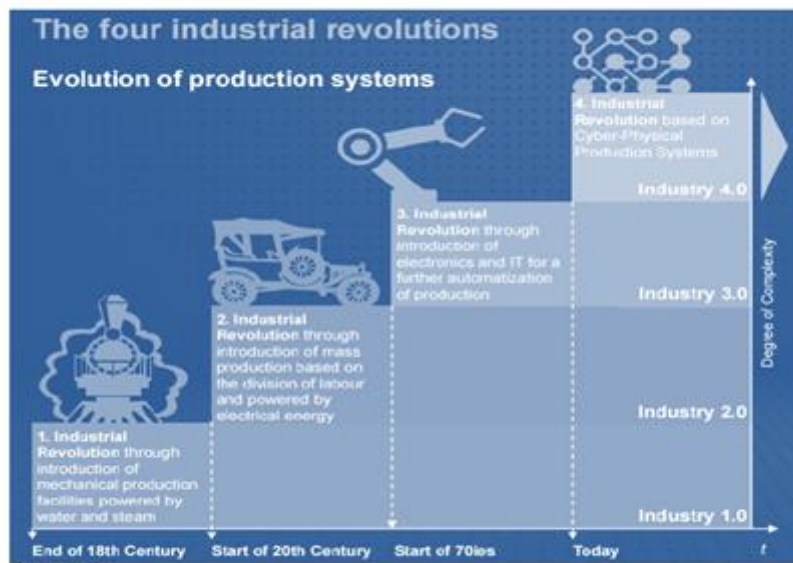 The four industrial revolutions
Evolution of production systems
4. Industrial
Revolution based on
Cyber-Physical
Production Systems
Industry 4.0
3. Industrial
Revolution through
introduction of
electronics and IT for a
further automatization
of production
Industry 3.0
2. Industrial
Revolution through
introduction of mass
production based on
the division of labour
and powered by
electrical energy
Industry 2.0
1. Industrial
Revolution through
introduction of
mechanical production
facilities powered by
water and steam
Industry 1.0
Degree of Complexity
End of 18th Century
Start of 20th Century
Start of 70ies
Today
t